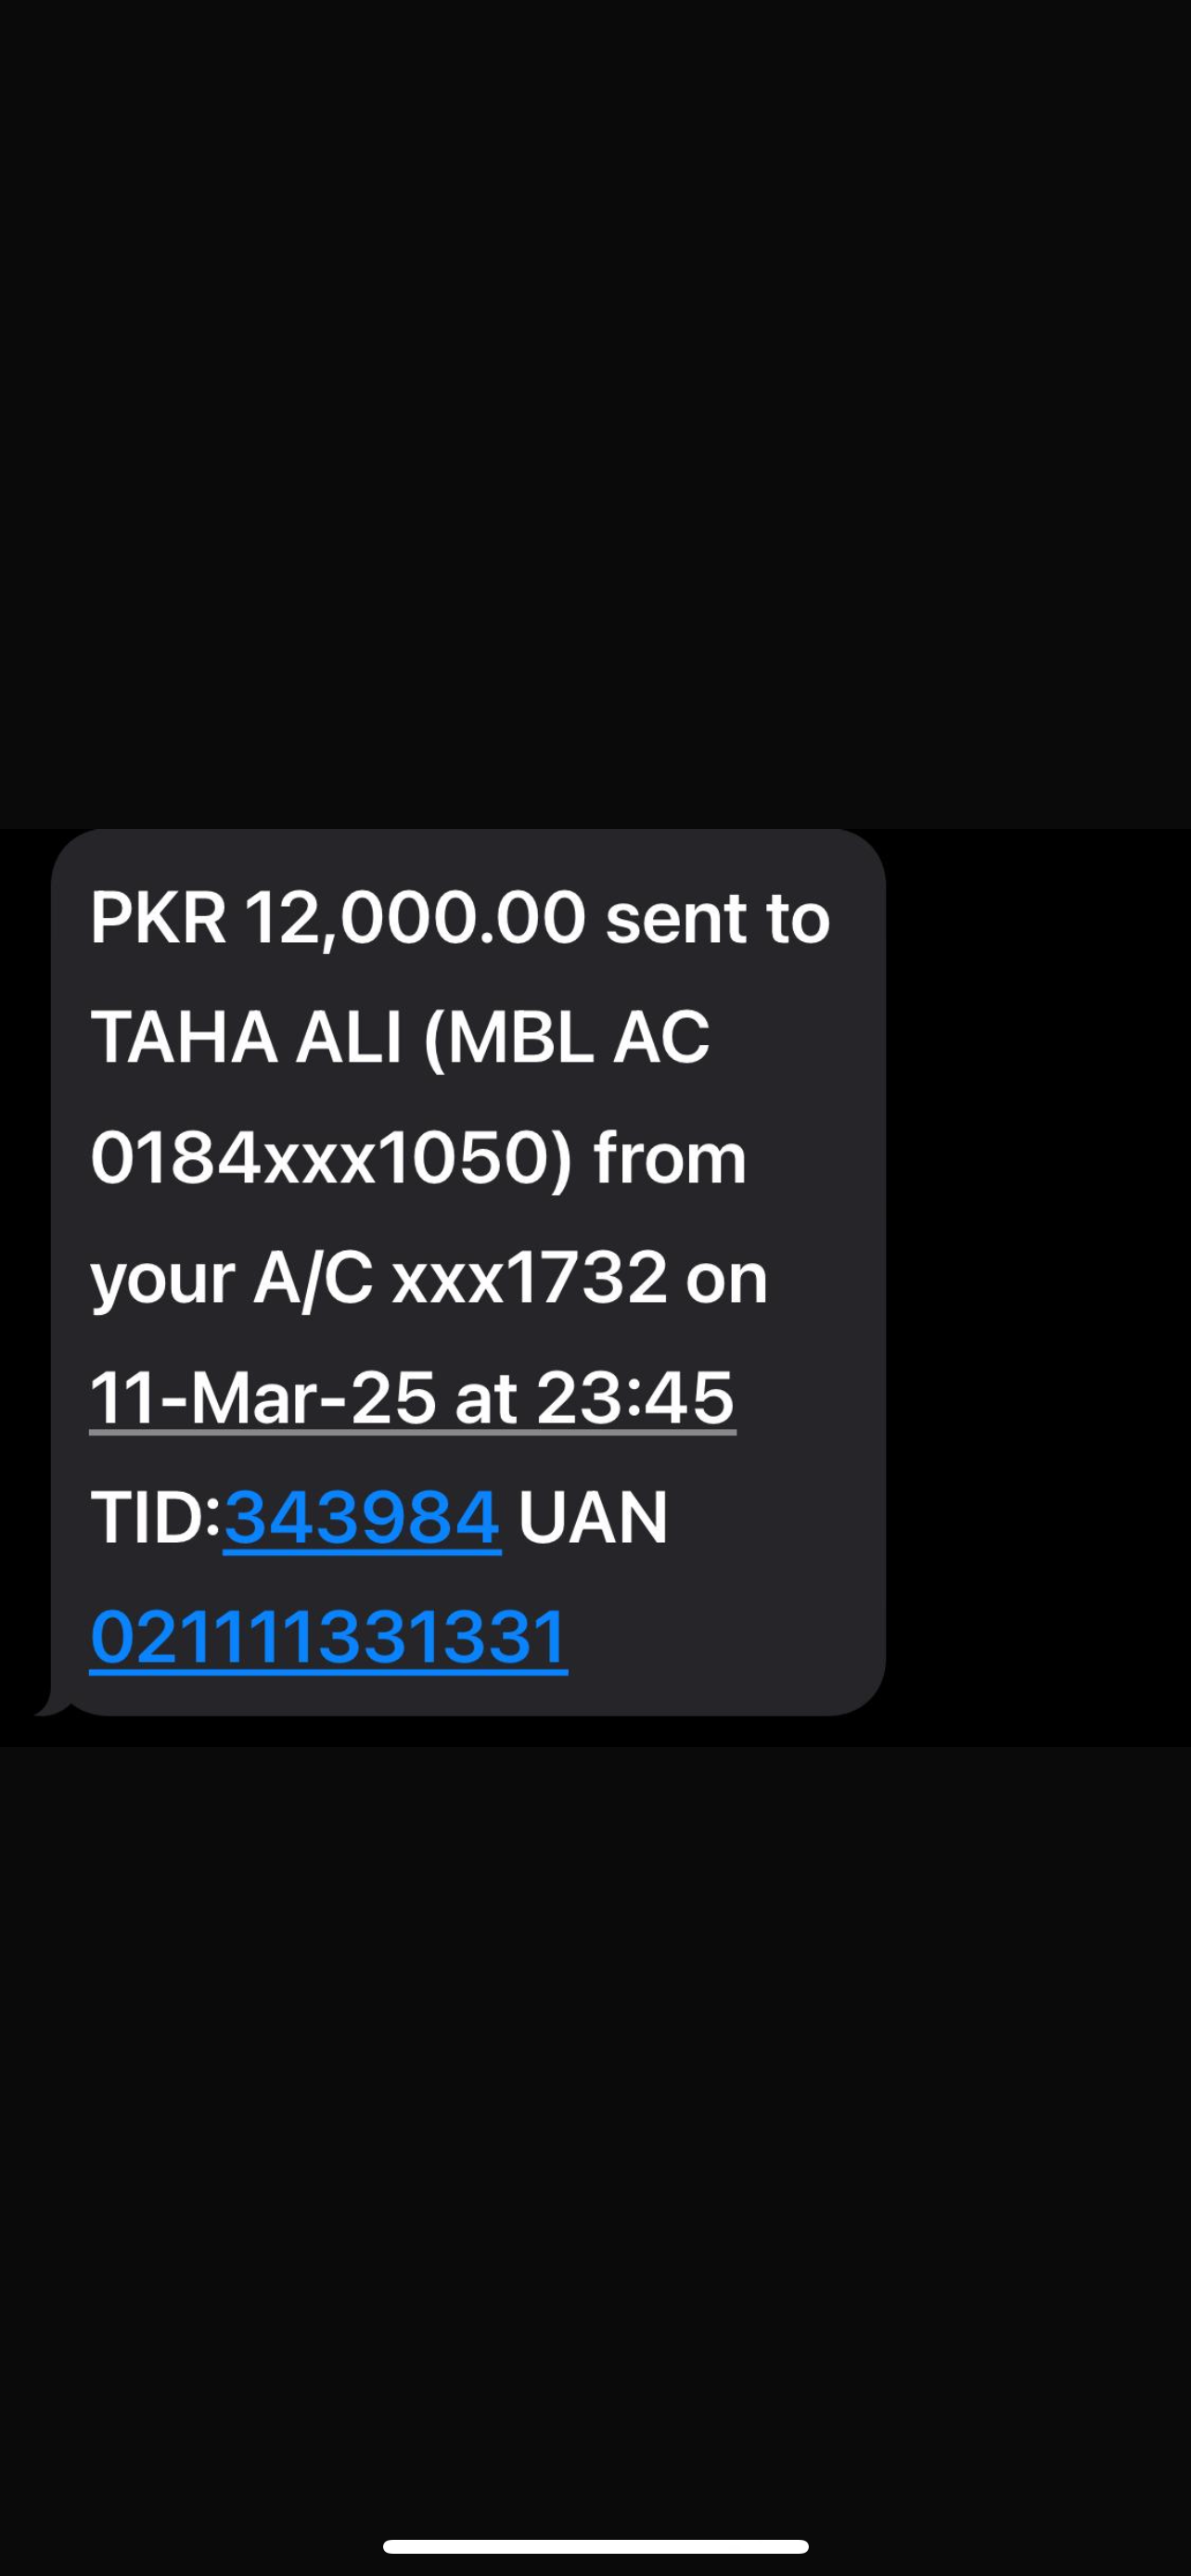 PKR 12,000.00 sent to
TAHA ALI (MBL AC
0184xxx1050) from
your A/C xxx1732 on
11-Mar-25 at 23:45
TID:343984 UAN
021111331331